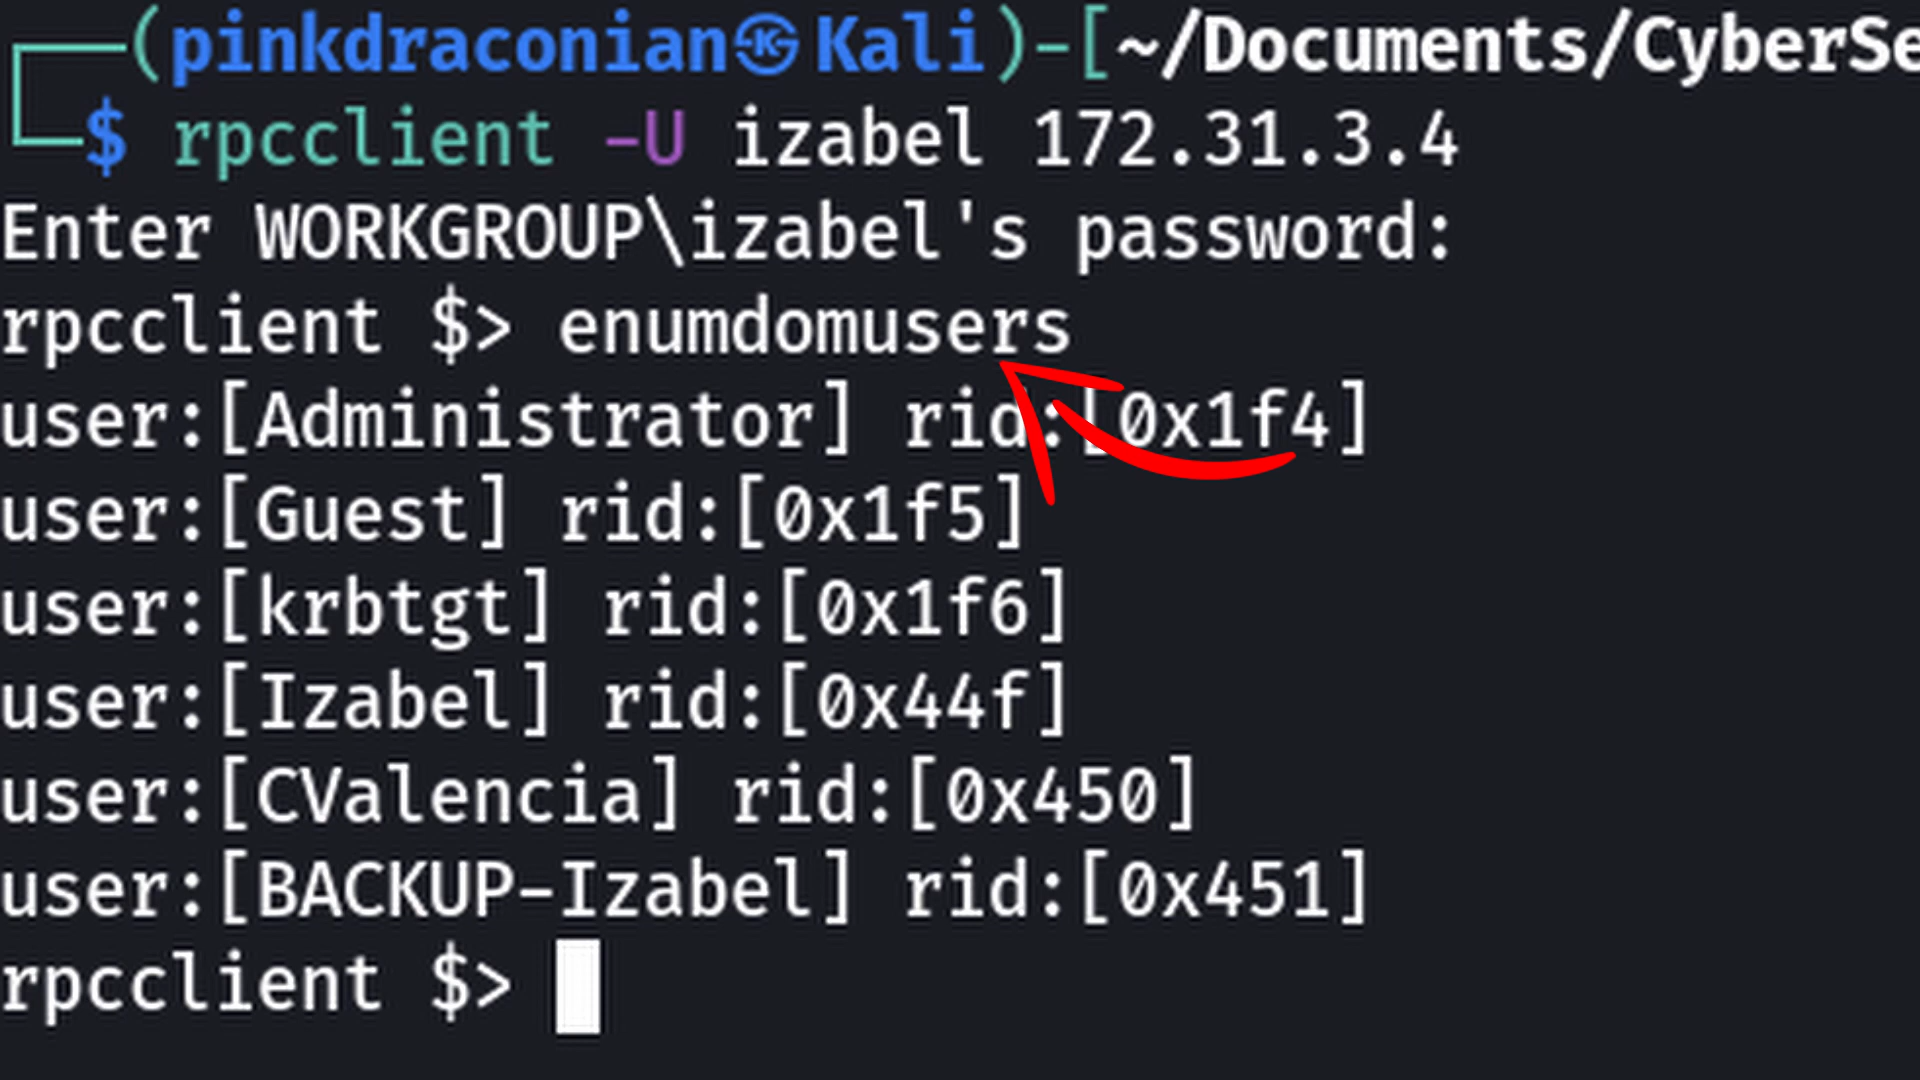 (pinkdraconian㉿Kali)-[~/Documents/CyberSe
$ rpcclient -U izabel 172.31.3.4
Enter WORKGROUP\izabel's password:
rpcclient $> enumdomusers
user:[Administrator] rid:[0x1f4]
user:[Guest] rid:[0x1f5]
user:[krbtgt] rid:[0x1f6]
user:[Izabel] rid:[0x44f]
user:[CValencia] rid:[0x450]
user:[BACKUP-Izabel] rid:[0x451]
rpcclient $>